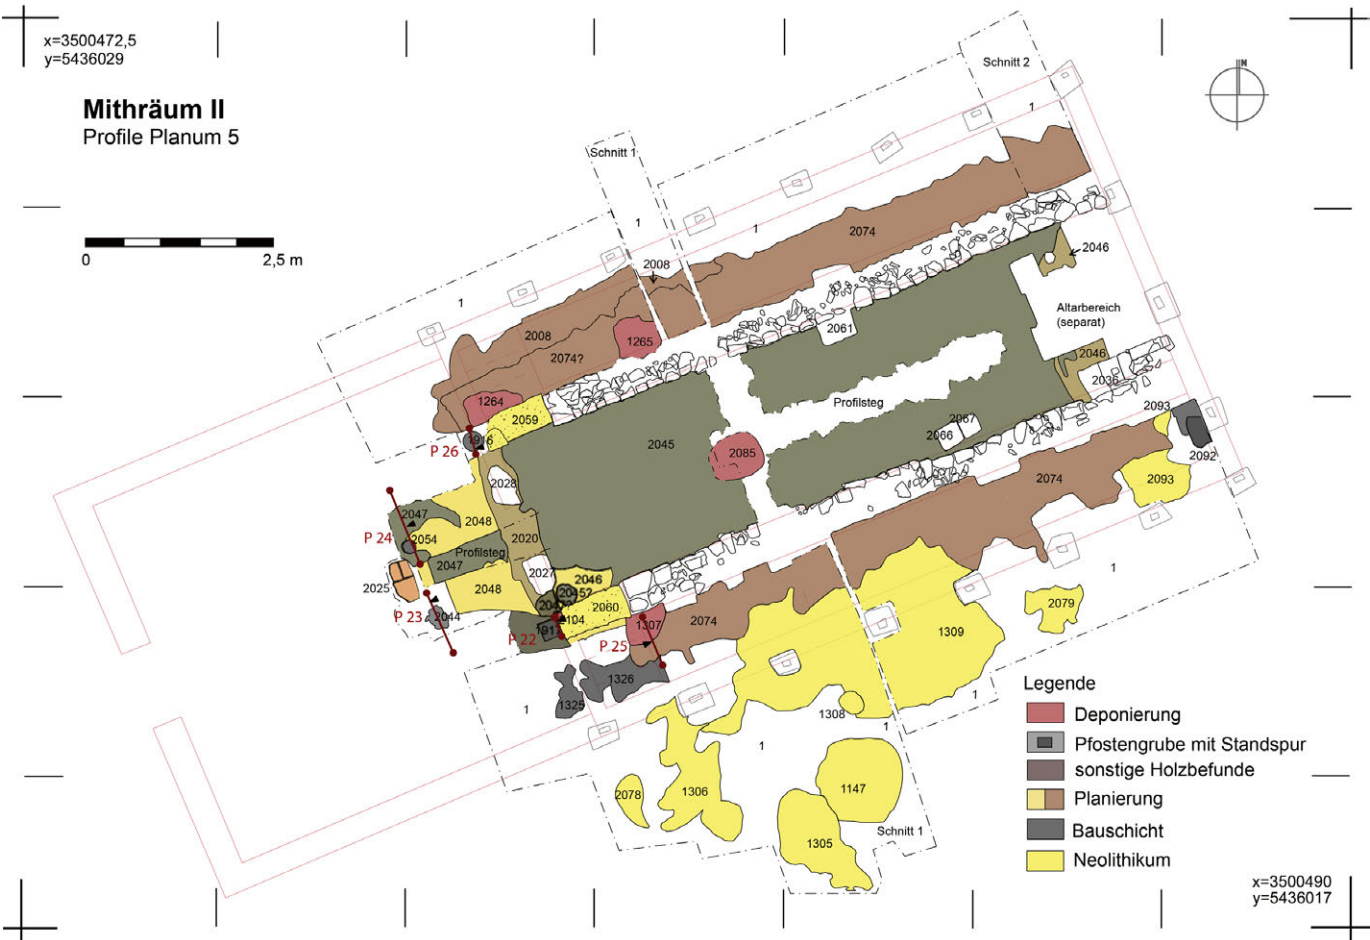 x=3500472,5
y=5436029
Mithräum II
Profile Planum 5
0 2,5 m
N
Schnitt 2
1
Schnitt 1
1
1
2074
2046
2008
1
2008
2074?
1265
2061
Altarbereich
(separat)
2046
2036
1264
2059
Profilsteg
2093
2067
2066
1916
P 26
2045
2085
2092
2028
2074
2093
2047
2048
P 24
2054
2020
Profilsteg
2047
2027
2046
1
2025
2048
2045?
2060
2079
P 23
2044
2104
1917
P 22
1307
2074
1309
P 25
1326
1325
1
1308
1
1
1
Legende
Deponierung
Pfostengrube mit Standspur
sonstige Holzbefunde
Planierung
Bauschicht
Neolithikum
2078
1306
1147
Schnitt 1
1305
x=3500490
y=5436017